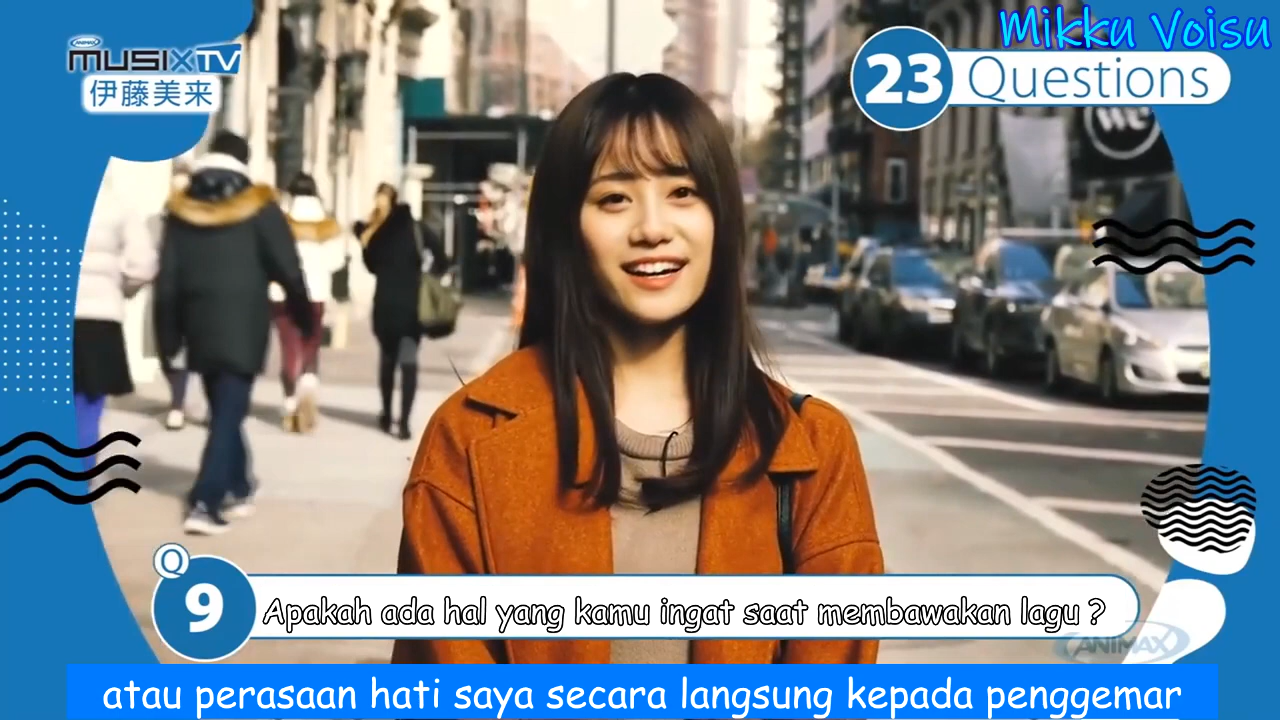 Mikku Voisu
ANIMAX
MUSIX TV
伊藤美来
23 Questions
Q
9
Apakah ada hal yang kamu ingat saat membawakan lagu ?
ANIMAX
atau perasaan hati saya secara langsung kepada penggemar